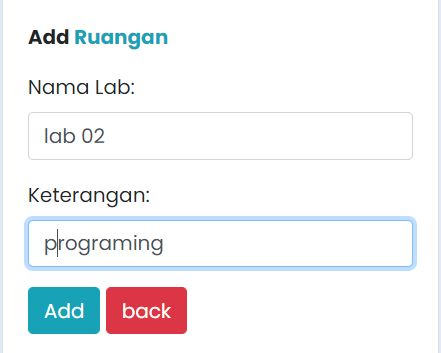 Add Ruangan
Nama Lab:
lab 02
Keterangan:
programing
Add back